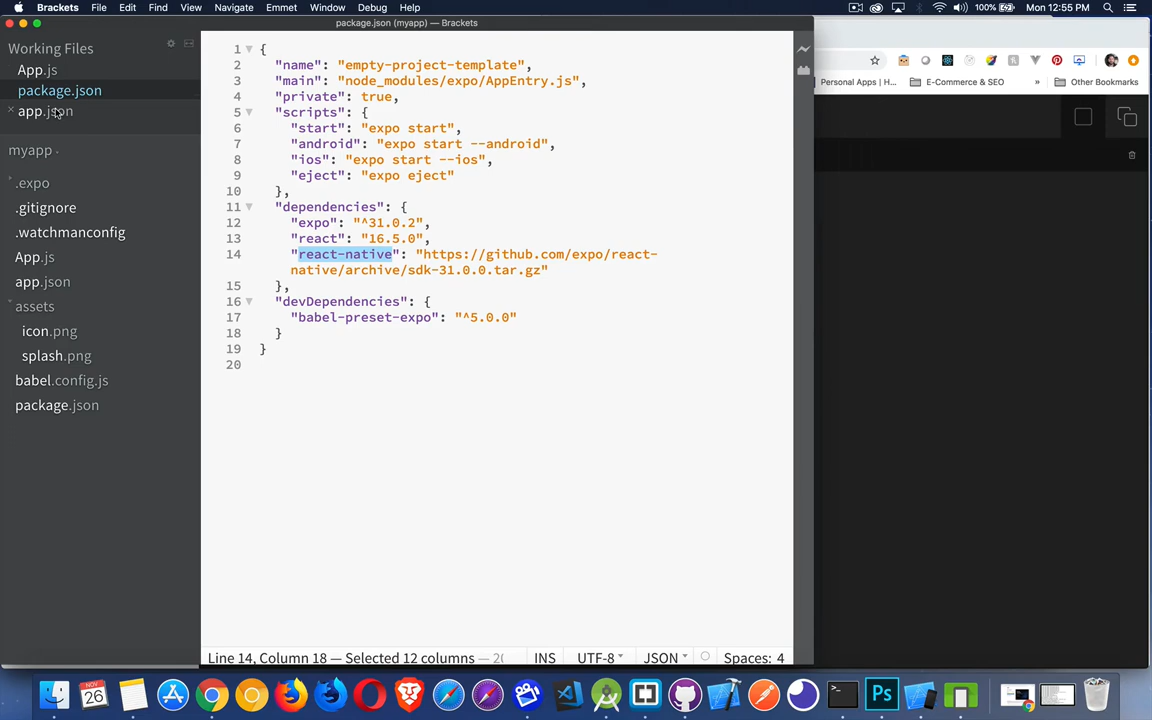 Brackets File Edit Find View Navigate Emmet Window Debug Help 100% Mon 12:55 PM
package.json (myapp) — Brackets
Working Files
App.js
package.json
× app.json
myapp
.expo
.gitignore
.watchmanconfig
App.js
app.json
assets
icon.png
splash.png
babel.config.js
package.json
1 {
2 "name": "empty-project-template",
3 "main": "node_modules/expo/AppEntry.js",
4 "private": true,
5 "scripts": {
6 "start": "expo start",
7 "android": "expo start --android",
8 "ios": "expo start --ios",
9 "eject": "expo eject"
10 },
11 "dependencies": {
12 "expo": "^31.0.2",
13 "react": "16.5.0",
14 "react-native": "https://github.com/expo/react-
native/archive/sdk-31.0.0.tar.gz"
15 },
16 "devDependencies": {
17 "babel-preset-expo": "^5.0.0"
18 }
19 }
20
Personal Apps ( E-Commerce & SEO » Other Bookmarks
Line 14, Column 18 — Selected 12 columns — 20 INS UTF-8 JSON Spaces: 4
NOV
26
Ps